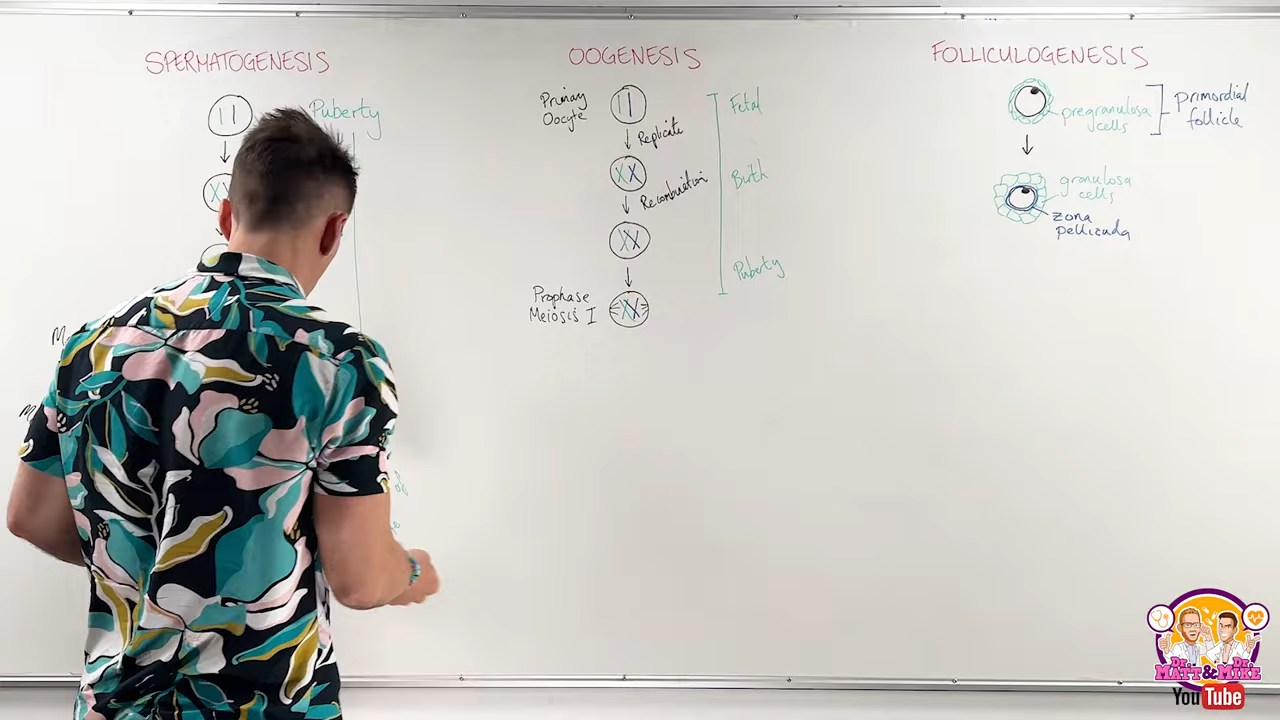 SPERMATOGENESIS
Puberty
OOGENESIS
Primary
Oocyte
Replicate
Recombination
Prophase
Meiosis I
Fetal
Birth
Puberty
FOLLICULOGENESIS
pregranulosa
cells
primordial
follicle
granulosa
cells
zona
pellizuda
Dr. Dr.
MATT & MIKE
YouTube